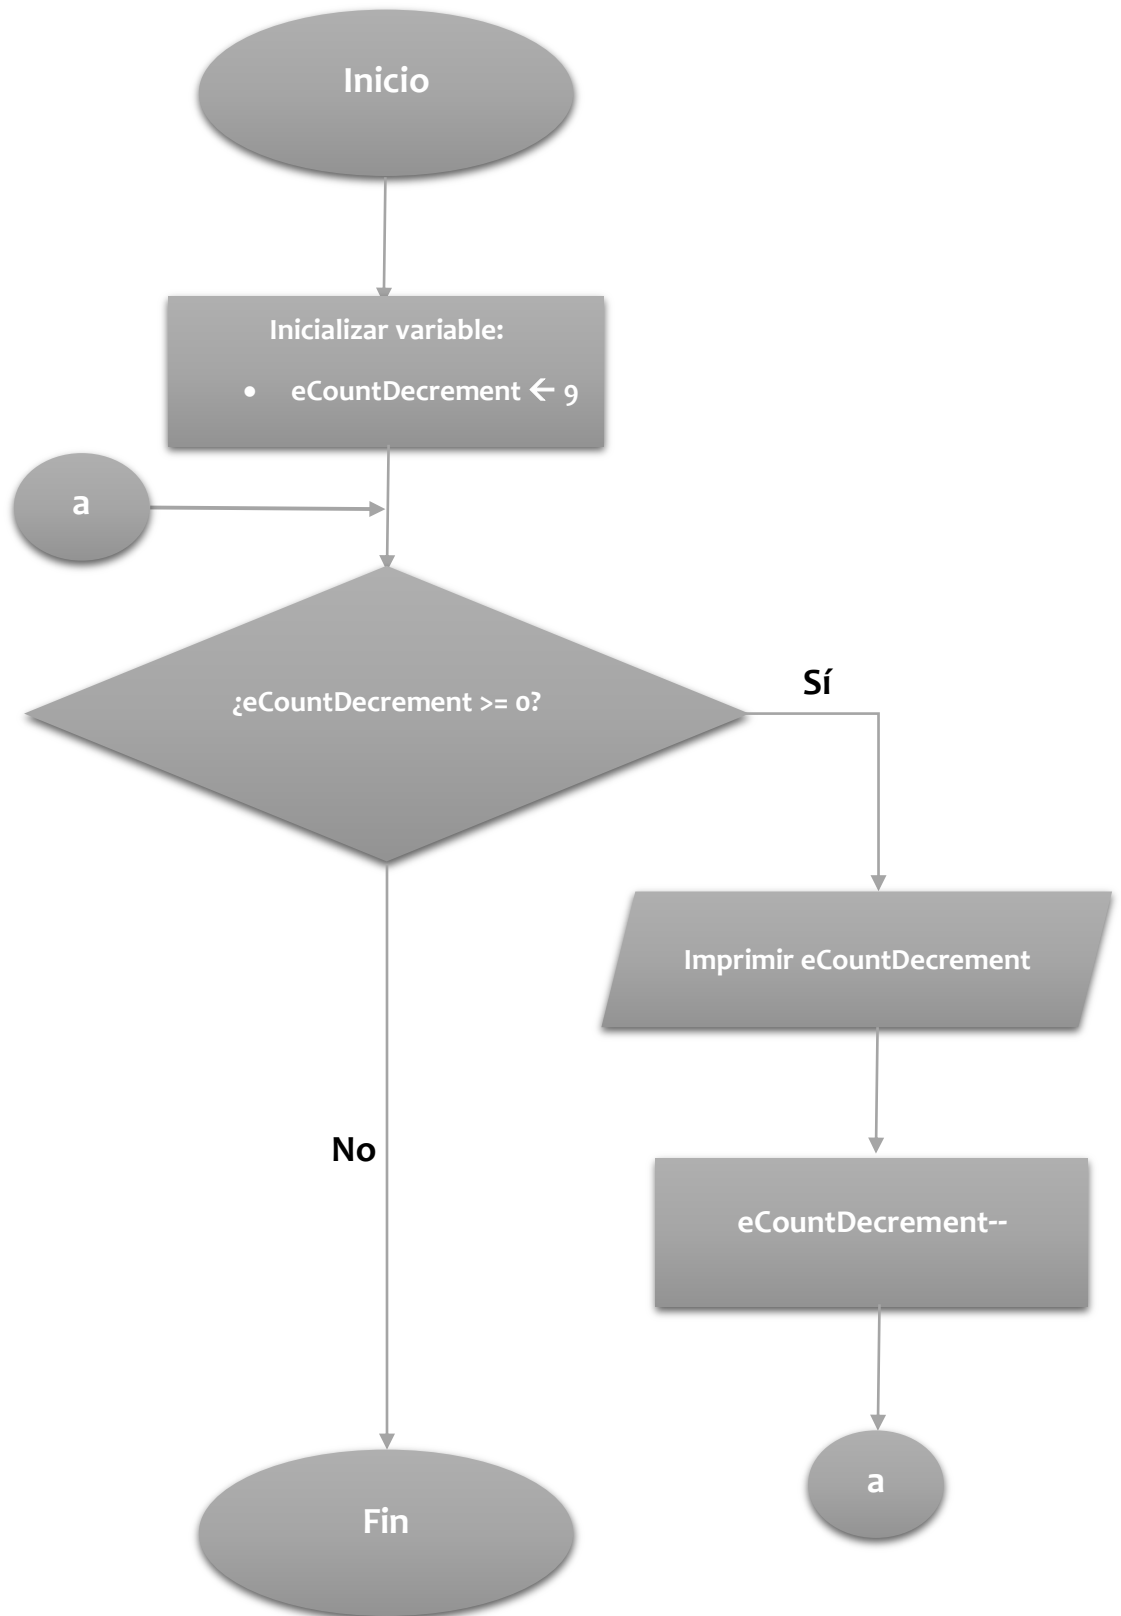 Inicio
Inicializar variable:
• eCountDecrement ← 9
a
¿eCountDecrement >= 0?
Sí
Imprimir eCountDecrement
No
eCountDecrement--
a
Fin